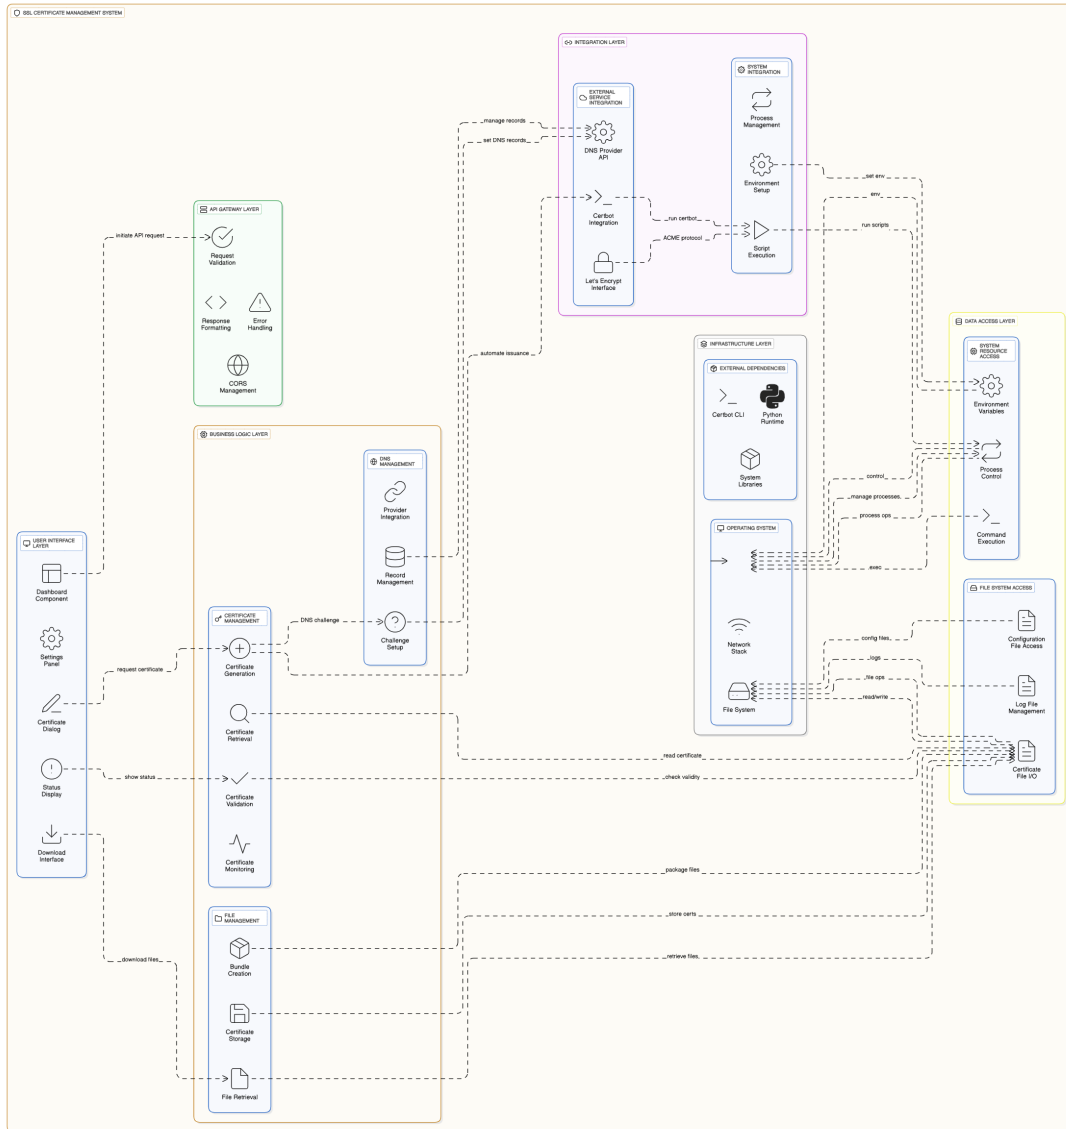 SSL CERTIFICATE MANAGEMENT SYSTEM
INTEGRATION LAYER
EXTERNAL
SERVICE
INTEGRATION
DNS Provider
API
Certbot
Integration
Let's Encrypt
Interface
SYSTEM
INTEGRATION
Process
Management
Environment
Setup
Script
Execution
manage records
set DNS records
run certbot
ACME protocol
set env
env
run scripts
API GATEWAY LAYER
initiate API request
Request
Validation
Response
Formatting
Error
Handling
CORS
Management
automate issuance
INFRASTRUCTURE LAYER
EXTERNAL DEPENDENCIES
Certbot CLI
Python
Runtime
System
Libraries
OPERATING SYSTEM
Network
Stack
File System
DATA ACCESS LAYER
SYSTEM
RESOURCE
ACCESS
Environment
Variables
Process
Control
Command
Execution
control
manage processes
process ops
exec
FILE SYSTEM ACCESS
Configuration
File Access
Log File
Management
Certificate
File I/O
config files
logs
file ops
read/write
BUSINESS LOGIC LAYER
DNS
MANAGEMENT
Provider
Integration
Record
Management
Challenge
Setup
USER INTERFACE
LAYER
Dashboard
Component
Settings
Panel
Certificate
Dialog
Status
Display
Download
Interface
request certificate
show status
download files
CERTIFICATE
MANAGEMENT
DNS challenge
Certificate
Generation
Certificate
Retrieval
Certificate
Validation
Certificate
Monitoring
read certificate
check validity
FILE
MANAGEMENT
Bundle
Creation
Certificate
Storage
File Retrieval
package files
store certs
retrieve files